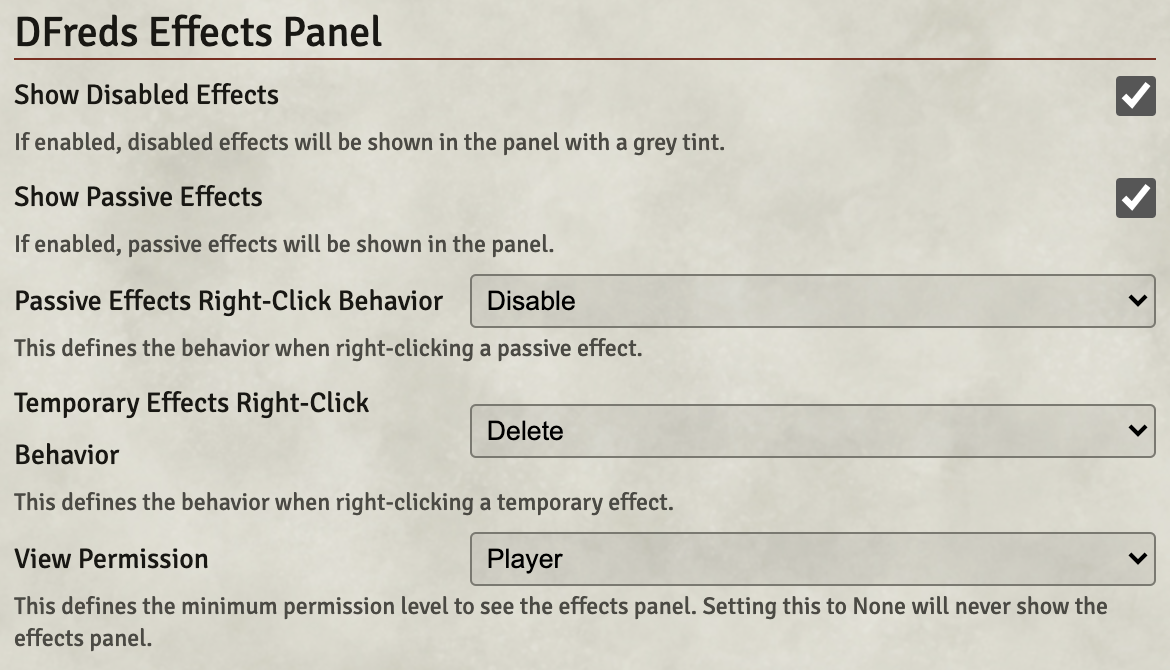 DFreds Effects Panel
Show Disabled Effects
If enabled, disabled effects will be shown in the panel with a grey tint.
Show Passive Effects
If enabled, passive effects will be shown in the panel.
Passive Effects Right-Click Behavior
Disable
This defines the behavior when right-clicking a passive effect.
Temporary Effects Right-Click
Behavior
Delete
This defines the behavior when right-clicking a temporary effect.
View Permission
Player
This defines the minimum permission level to see the effects panel. Setting this to None will never show the
effects panel.